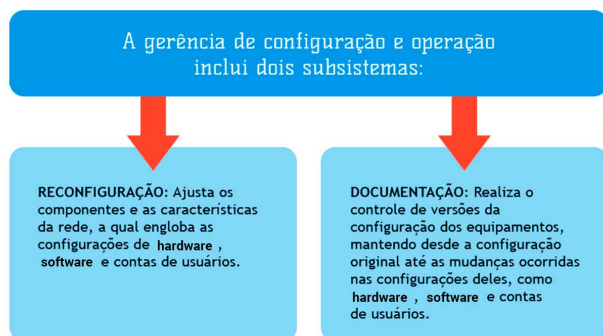 A gerência de configuração e operação
inclui dois subsistemas:
RECONFIGURAÇÃO: Ajusta os
componentes e as características
da rede, a qual engloba as
configurações de hardware ,
software e contas de usuários.
DOCUMENTAÇÃO: Realiza o
controle de versões da
configuração dos equipamentos,
mantendo desde a configuração
original até as mudanças ocorridas
nas configurações deles, como
hardware , software e contas
de usuários.